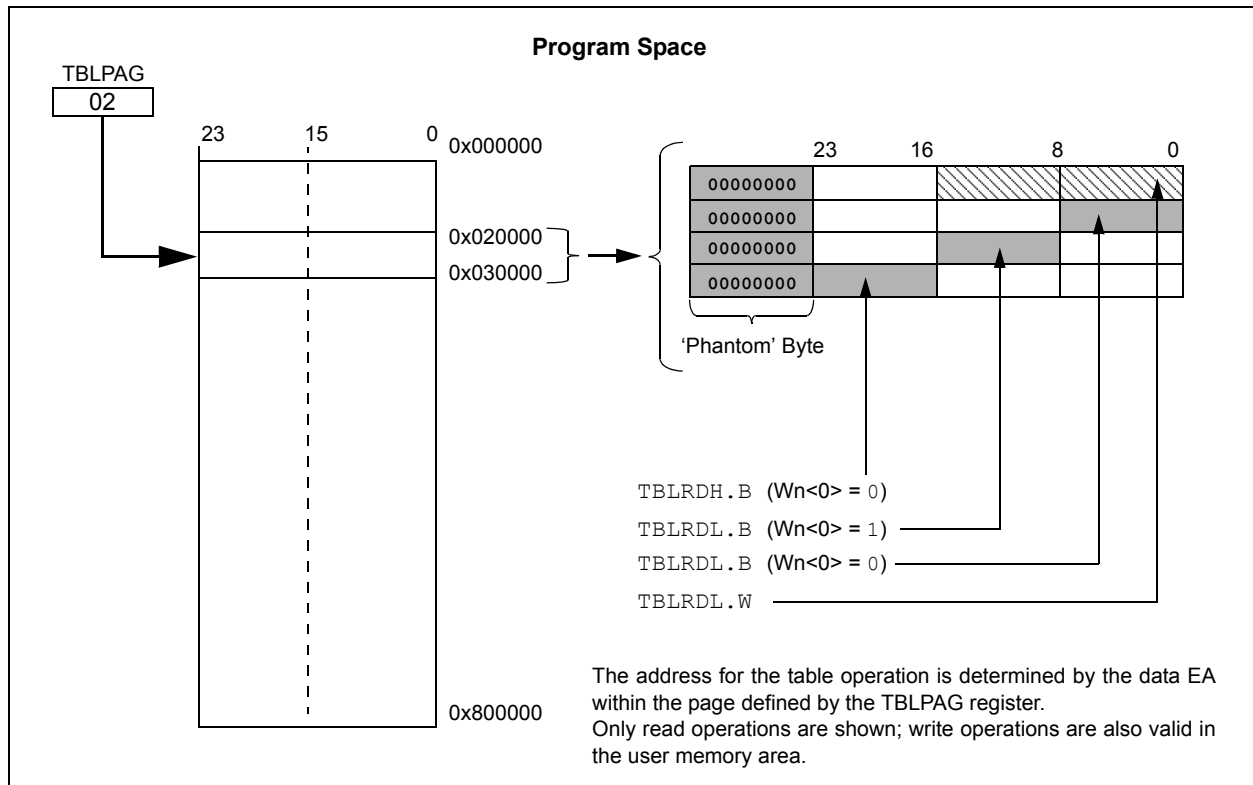 Program Space
TBLPAG
02
23 15 0
0x000000
0x020000
0x030000
0x800000
23 16 8 0
00000000
00000000
00000000
00000000
‘Phantom’ Byte
TBLRDH.B (Wn<0> = 0)
TBLRDL.B (Wn<0> = 1)
TBLRDL.B (Wn<0> = 0)
TBLRDL.W
The address for the table operation is determined by the data EA
within the page defined by the TBLPAG register.
Only read operations are shown; write operations are also valid in
the user memory area.